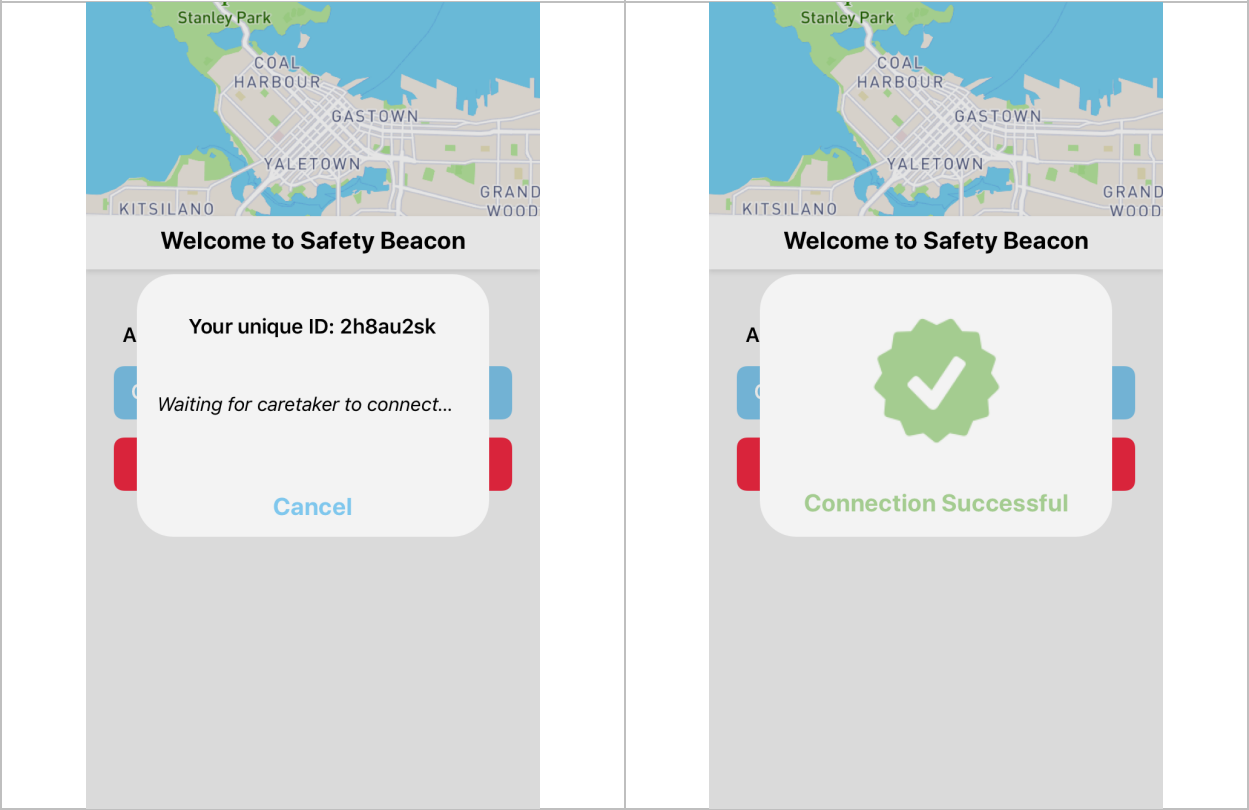 Stanley Park
COAL
HARBOUR
GASTOWN
YALETOWN
GRAND
WOOD
KITSILANO
Welcome to Safety Beacon
Your unique ID: 2h8au2sk
A
Waiting for caretaker to connect...
Cancel
Stanley Park
COAL
HARBOUR
GASTOWN
YALETOWN
GRAND
WOOD
KITSILANO
Welcome to Safety Beacon
A
Connection Successful